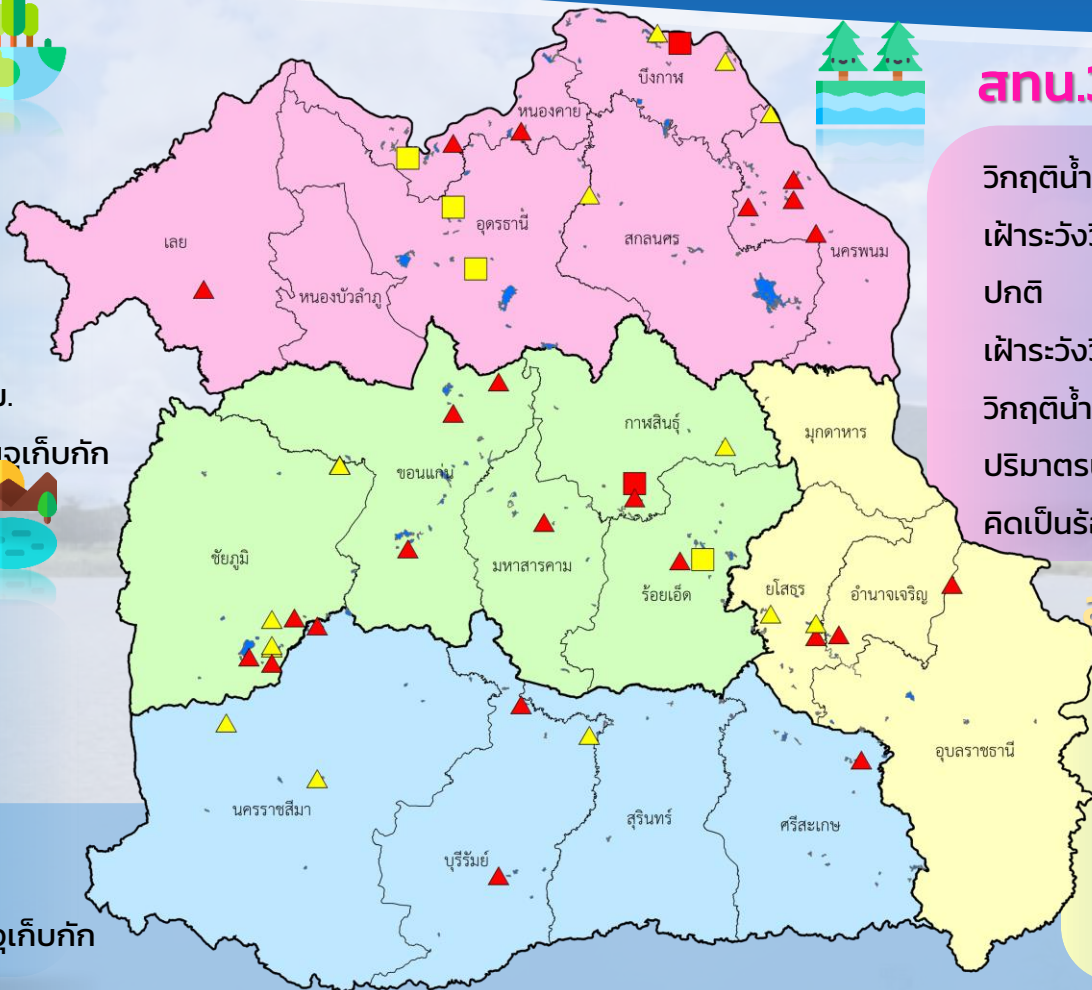 สทน.3
วิกฤติน้ำ
เฝ้าระวัง
ปกติ
เฝ้าระวัง
วิกฤติน้ำ
ปริมาตร
คิดเป็น
บึงกาฬ
หนองคาย
อุดรธานี
เลย
สกลนคร
นครพนม
หนองบัวลำภู
ม.
จุเก็บกัก
กาฬสินธุ์
มุกดาหาร
ขอนแก่น
ชัยภูมิ
มหาสารคาม
ร้อยเอ็ด
ยโสธร
อำนาจเจริญ
อุบลราชธานี
นครราชสีมา
สุรินทร์
ศรีสะเกษ
บุรีรัมย์
จุเก็บกัก